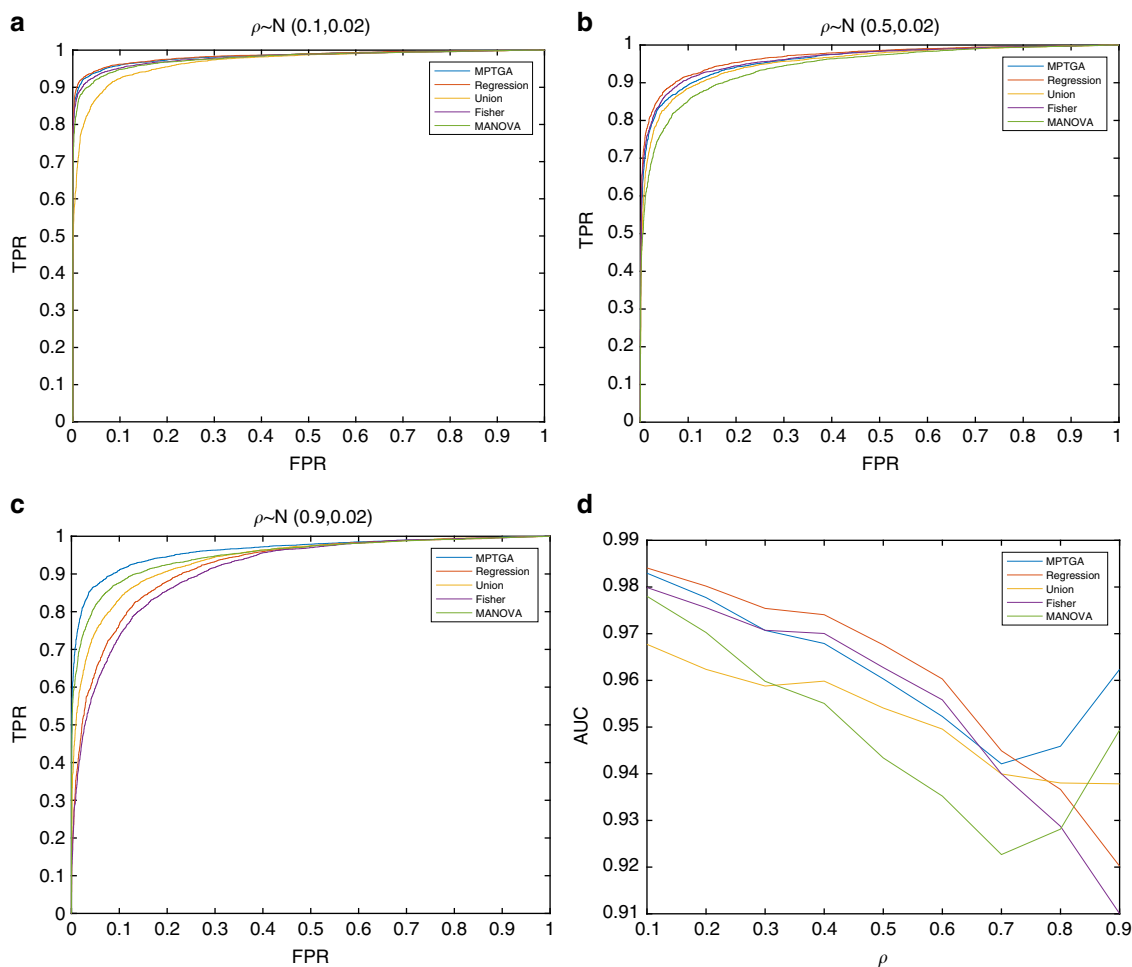 a
ρ~N (0.1,0.02)
1
0.9
0.8
0.7
0.6
0.5
0.4
0.3
0.2
0.1
0
TPR
0 0.1 0.2 0.3 0.4 0.5 0.6 0.7 0.8 0.9 1
FPR
MPTGA
Regression
Union
Fisher
MANOVA
b
ρ~N (0.5,0.02)
1
0.9
0.8
0.7
0.6
0.5
0.4
0.3
0.2
0.1
0
TPR
0 0.1 0.2 0.3 0.4 0.5 0.6 0.7 0.8 0.9 1
FPR
MPTGA
Regression
Union
Fisher
MANOVA
c
ρ~N (0.9,0.02)
1
0.9
0.8
0.7
0.6
0.5
0.4
0.3
0.2
0.1
0
TPR
0 0.1 0.2 0.3 0.4 0.5 0.6 0.7 0.8 0.9 1
FPR
MPTGA
Regression
Union
Fisher
MANOVA
d
0.99
0.98
0.97
0.96
0.95
0.94
0.93
0.92
0.91
AUC
0.1 0.2 0.3 0.4 0.5 0.6 0.7 0.8 0.9
ρ
MPTGA
Regression
Union
Fisher
MANOVA